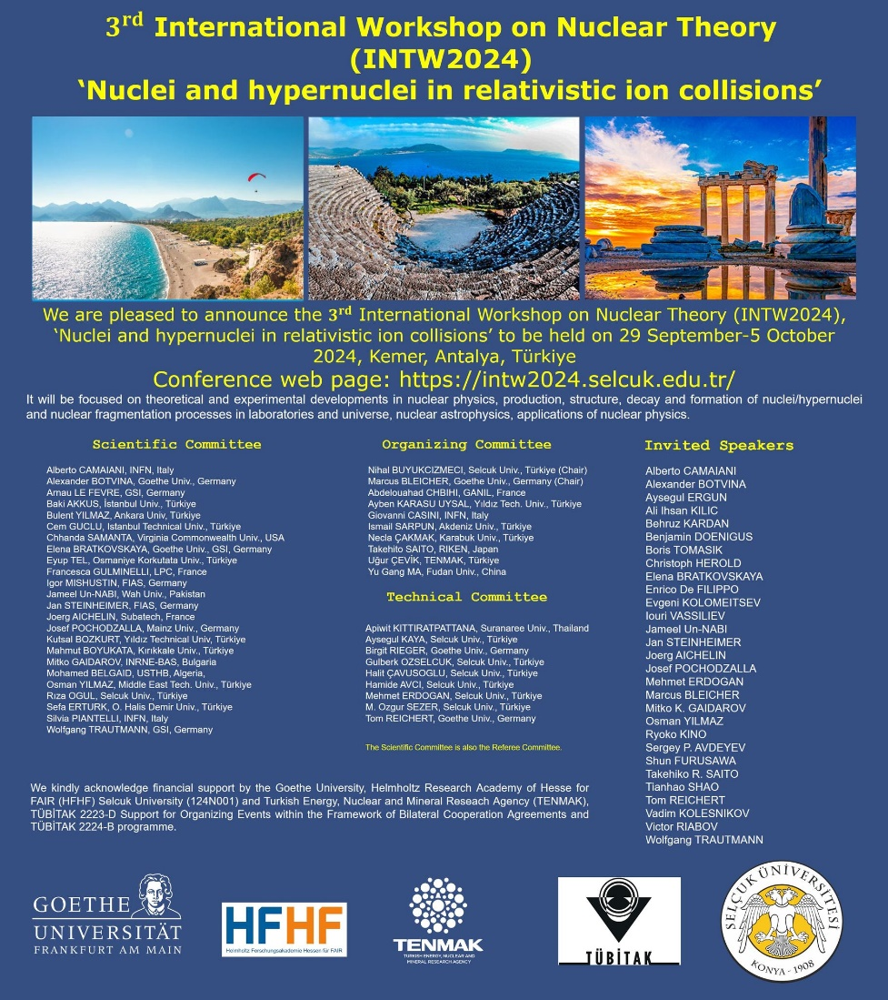 3rd International Workshop on Nuclear Theory
(INTW2024)
‘Nuclei and hypernuclei in relativistic ion collisions’
We are pleased to announce the 3rd International Workshop on Nuclear Theory (INTW2024),
‘Nuclei and hypernuclei in relativistic ion collisions’ to be held on 29 September-5 October
2024, Kemer, Antalya, Türkiye
Conference web page: https://intw2024.selcuk.edu.tr/
It will be focused on theoretical and experimental developments in nuclear physics, production, structure, decay and formation of nuclei/hypernuclei
and nuclear fragmentation processes in laboratories and universe, nuclear astrophysics, applications of nuclear physics.
Scientific Committee
Alberto CAMAIANI, INFN, Italy
Alexander BOTVINA, Goethe Univ., Germany
Arnau LE FEVRE, GSI, Germany
Baki AKKUS, İstanbul Univ., Türkiye
Bulent YILMAZ, Ankara Univ, Türkiye
Cem GUCLU, Istanbul Technical Univ., Türkiye
Chhanda SAMANTA, Virginia Commonwealth Univ., USA
Elena BRATKOVSKAYA, Goethe Univ., GSI, Germany
Eyup TEL, Osmaniye Korkutata Univ., Türkiye
Francesca GULMINELLI, LPC, France
Igor MISHUSTIN, FIAS, Germany
Jameel Un-NABI, Wah Univ., Pakistan
Jan STEINHEIMER, FIAS, Germany
Joerg AICHELIN, Subatech, France
Josef POCHODZALLA, Mainz Univ., Germany
Kutsal BOZKURT, Yıldız Technical Univ, Türkiye
Mahmut BOYUKATA, Kırıkkale Univ., Türkiye
Mitko GAIDAROV, INRNE-BAS, Bulgaria
Mohamed BELGAID, USTHB, Algeria,
Osman YILMAZ, Middle East Tech. Univ., Türkiye
Rıza OGUL, Selcuk Univ., Türkiye
Sefa ERTURK, O. Halis Demir Univ., Türkiye
Silvia PIANTELLI, INFN, Italy
Wolfgang TRAUTMANN, GSI, Germany
Organizing Committee
Nihal BUYUKCIZMECI, Selcuk Univ., Türkiye (Chair)
Marcus BLEICHER, Goethe Univ., Germany (Chair)
Abdelouahad CHBIHI, GANIL, France
Ayben KARASU UYSAL, Yıldız Tech. Univ., Türkiye
Giovanni CASINI, INFN, Italy
Ismail SARPUN, Akdeniz Univ., Türkiye
Necla ÇAKMAK, Karabuk Univ., Türkiye
Takehito SAITO, RIKEN, Japan
Uğur ÇEVİK, TENMAK, Türkiye
Yu Gang MA, Fudan Univ., China
Technical Committee
Apiwit KITTIRATPATTANA, Suranaree Univ., Thailand
Aysegul KAYA, Selcuk Univ., Türkiye
Birgit RIEGER, Goethe Univ., Germany
Gulberk OZSELCUK, Selcuk Univ., Türkiye
Halit ÇAVUSOGLU, Selcuk Univ., Türkiye
Hamide AVCI, Selcuk Univ., Türkiye
Mehmet ERDOGAN, Selcuk Univ., Türkiye
M. Ozgur SEZER, Selcuk Univ., Türkiye
Tom REICHERT, Goethe Univ., Germany
The Scientific Committee is also the Referee Committee.
Invited Speakers
Alberto CAMAIANI
Alexander BOTVINA
Aysegul ERGUN
Ali Ihsan KILIC
Behruz KARDAN
Benjamin DOENIGUS
Boris TOMASIK
Christoph HEROLD
Elena BRATKOVSKAYA
Enrico De FILIPPO
Evgeni KOLOMEITSEV
Iouri VASSILIEV
Jameel Un-NABI
Jan STEINHEIMER
Joerg AICHELIN
Josef POCHODZALLA
Mehmet ERDOGAN
Marcus BLEICHER
Mitko K. GAIDAROV
Osman YILMAZ
Ryoko KINO
Sergey P. AVDEYEV
Shun FURUSAWA
Takehiko R. SAITO
Tianhao SHAO
Tom REICHERT
Vadim KOLESNIKOV
Victor RIABOV
Wolfgang TRAUTMANN
We kindly acknowledge financial support by the Goethe University, Helmholtz Research Academy of Hesse for
FAIR (HFHF) Selcuk University (124N001) and Turkish Energy, Nuclear and Mineral Reseach Agency (TENMAK),
TÜBİTAK 2223-D Support for Organizing Events within the Framework of Bilateral Cooperation Agreements and
TÜBİTAK 2224-B programme.
GOETHE
UNIVERSITÄT
FRANKFURT AM MAIN
HFHF
Helmholtz Forschungsakademie Hessen für FAIR
TENMAK
TURKISH ENERGY, NUCLEAR AND
MINERAL RESEARCH AGENCY
TÜBİTAK
SELÇUK ÜNİVERSİTESİ
KONYA - 1908